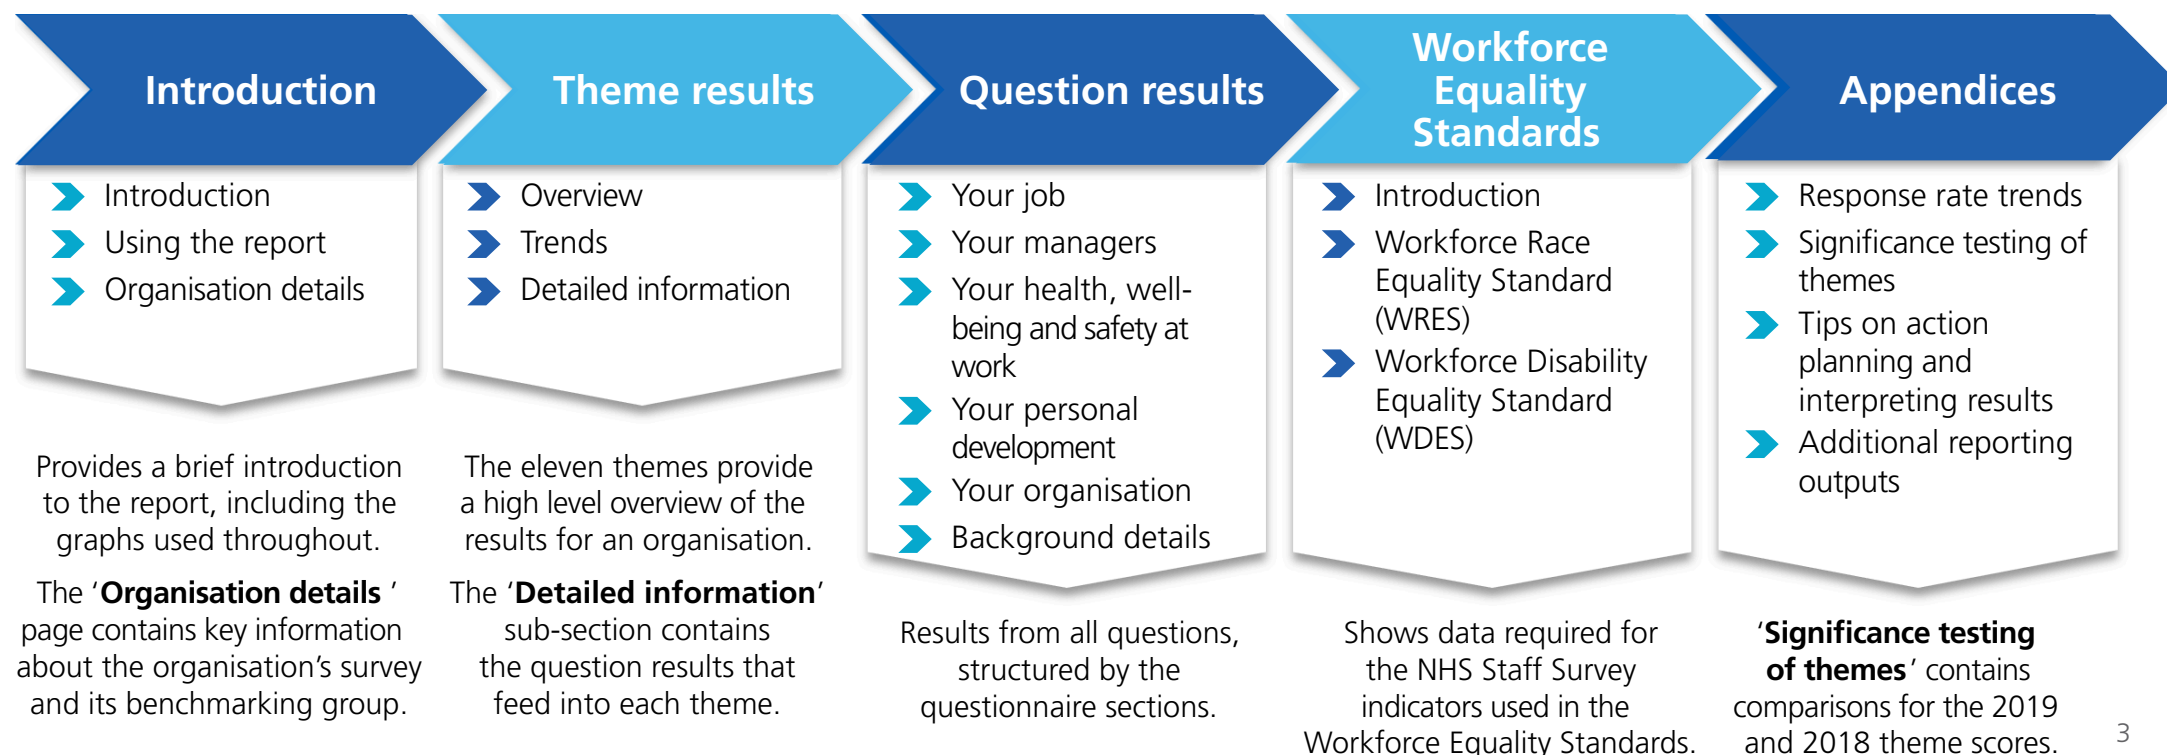 Introduction
Introduction
Using the report
Organisation details
Provides a brief introduction
to the report, including the
graphs used throughout.
The ‘Organisation details ’
page contains key information
about the organisation’s survey
and its benchmarking group.
Theme results
Overview
Trends
Detailed information
The eleven themes provide
a high level overview of the
results for an organisation.
The ‘Detailed information’
sub-section contains
the question results that
feed into each theme.
Question results
Your job
Your managers
Your health, well-
being and safety at
work
Your personal
development
Your organisation
Background details
Results from all questions,
structured by the
questionnaire sections.
Workforce
Equality
Standards
Introduction
Workforce Race
Equality Standard
(WRES)
Workforce Disability
Equality Standard
(WDES)
Shows data required for
the NHS Staff Survey
indicators used in the
Workforce Equality Standards.
Appendices
Response rate trends
Significance testing of
themes
Tips on action
planning and
interpreting results
Additional reporting
outputs
‘Significance testing
of themes’ contains
comparisons for the 2019
and 2018 theme scores.
3